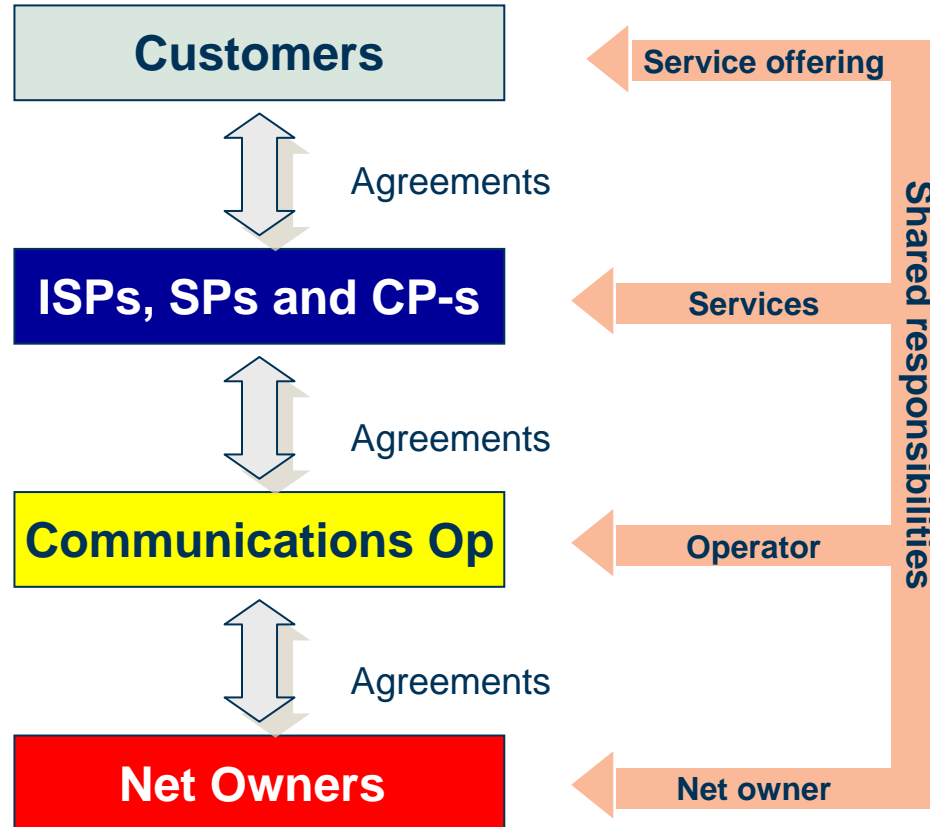 Customers
Service offering
Agreements
ISPs, SPs and CP-s
Services
Agreements
Communications Op
Operator
Agreements
Net Owners
Net owner
Shared responsibilities